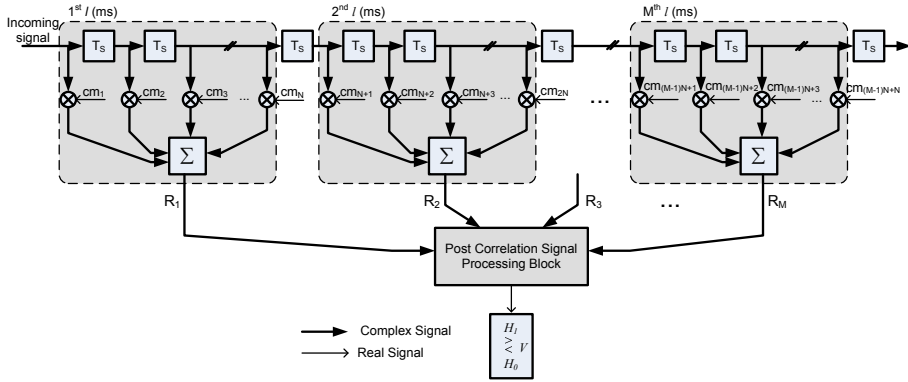 1st l (ms)
2nd l (ms)
Mth l (ms)
Incoming
signal
TS TS TS TS TS TS TS TS TS
cm1 cm2 cm3 ... cmN
cmN+1 cmN+2 cmN+3 ... cm2N
...
cm(M-1)N+1 cm(M-1)N+2 cm(M-1)N+3 ... cm(M-1)N+N
Σ Σ Σ
R1 R2 R3 ... RM
Post Correlation Signal
Processing Block
Complex Signal
Real Signal
H1
>
< V
H0